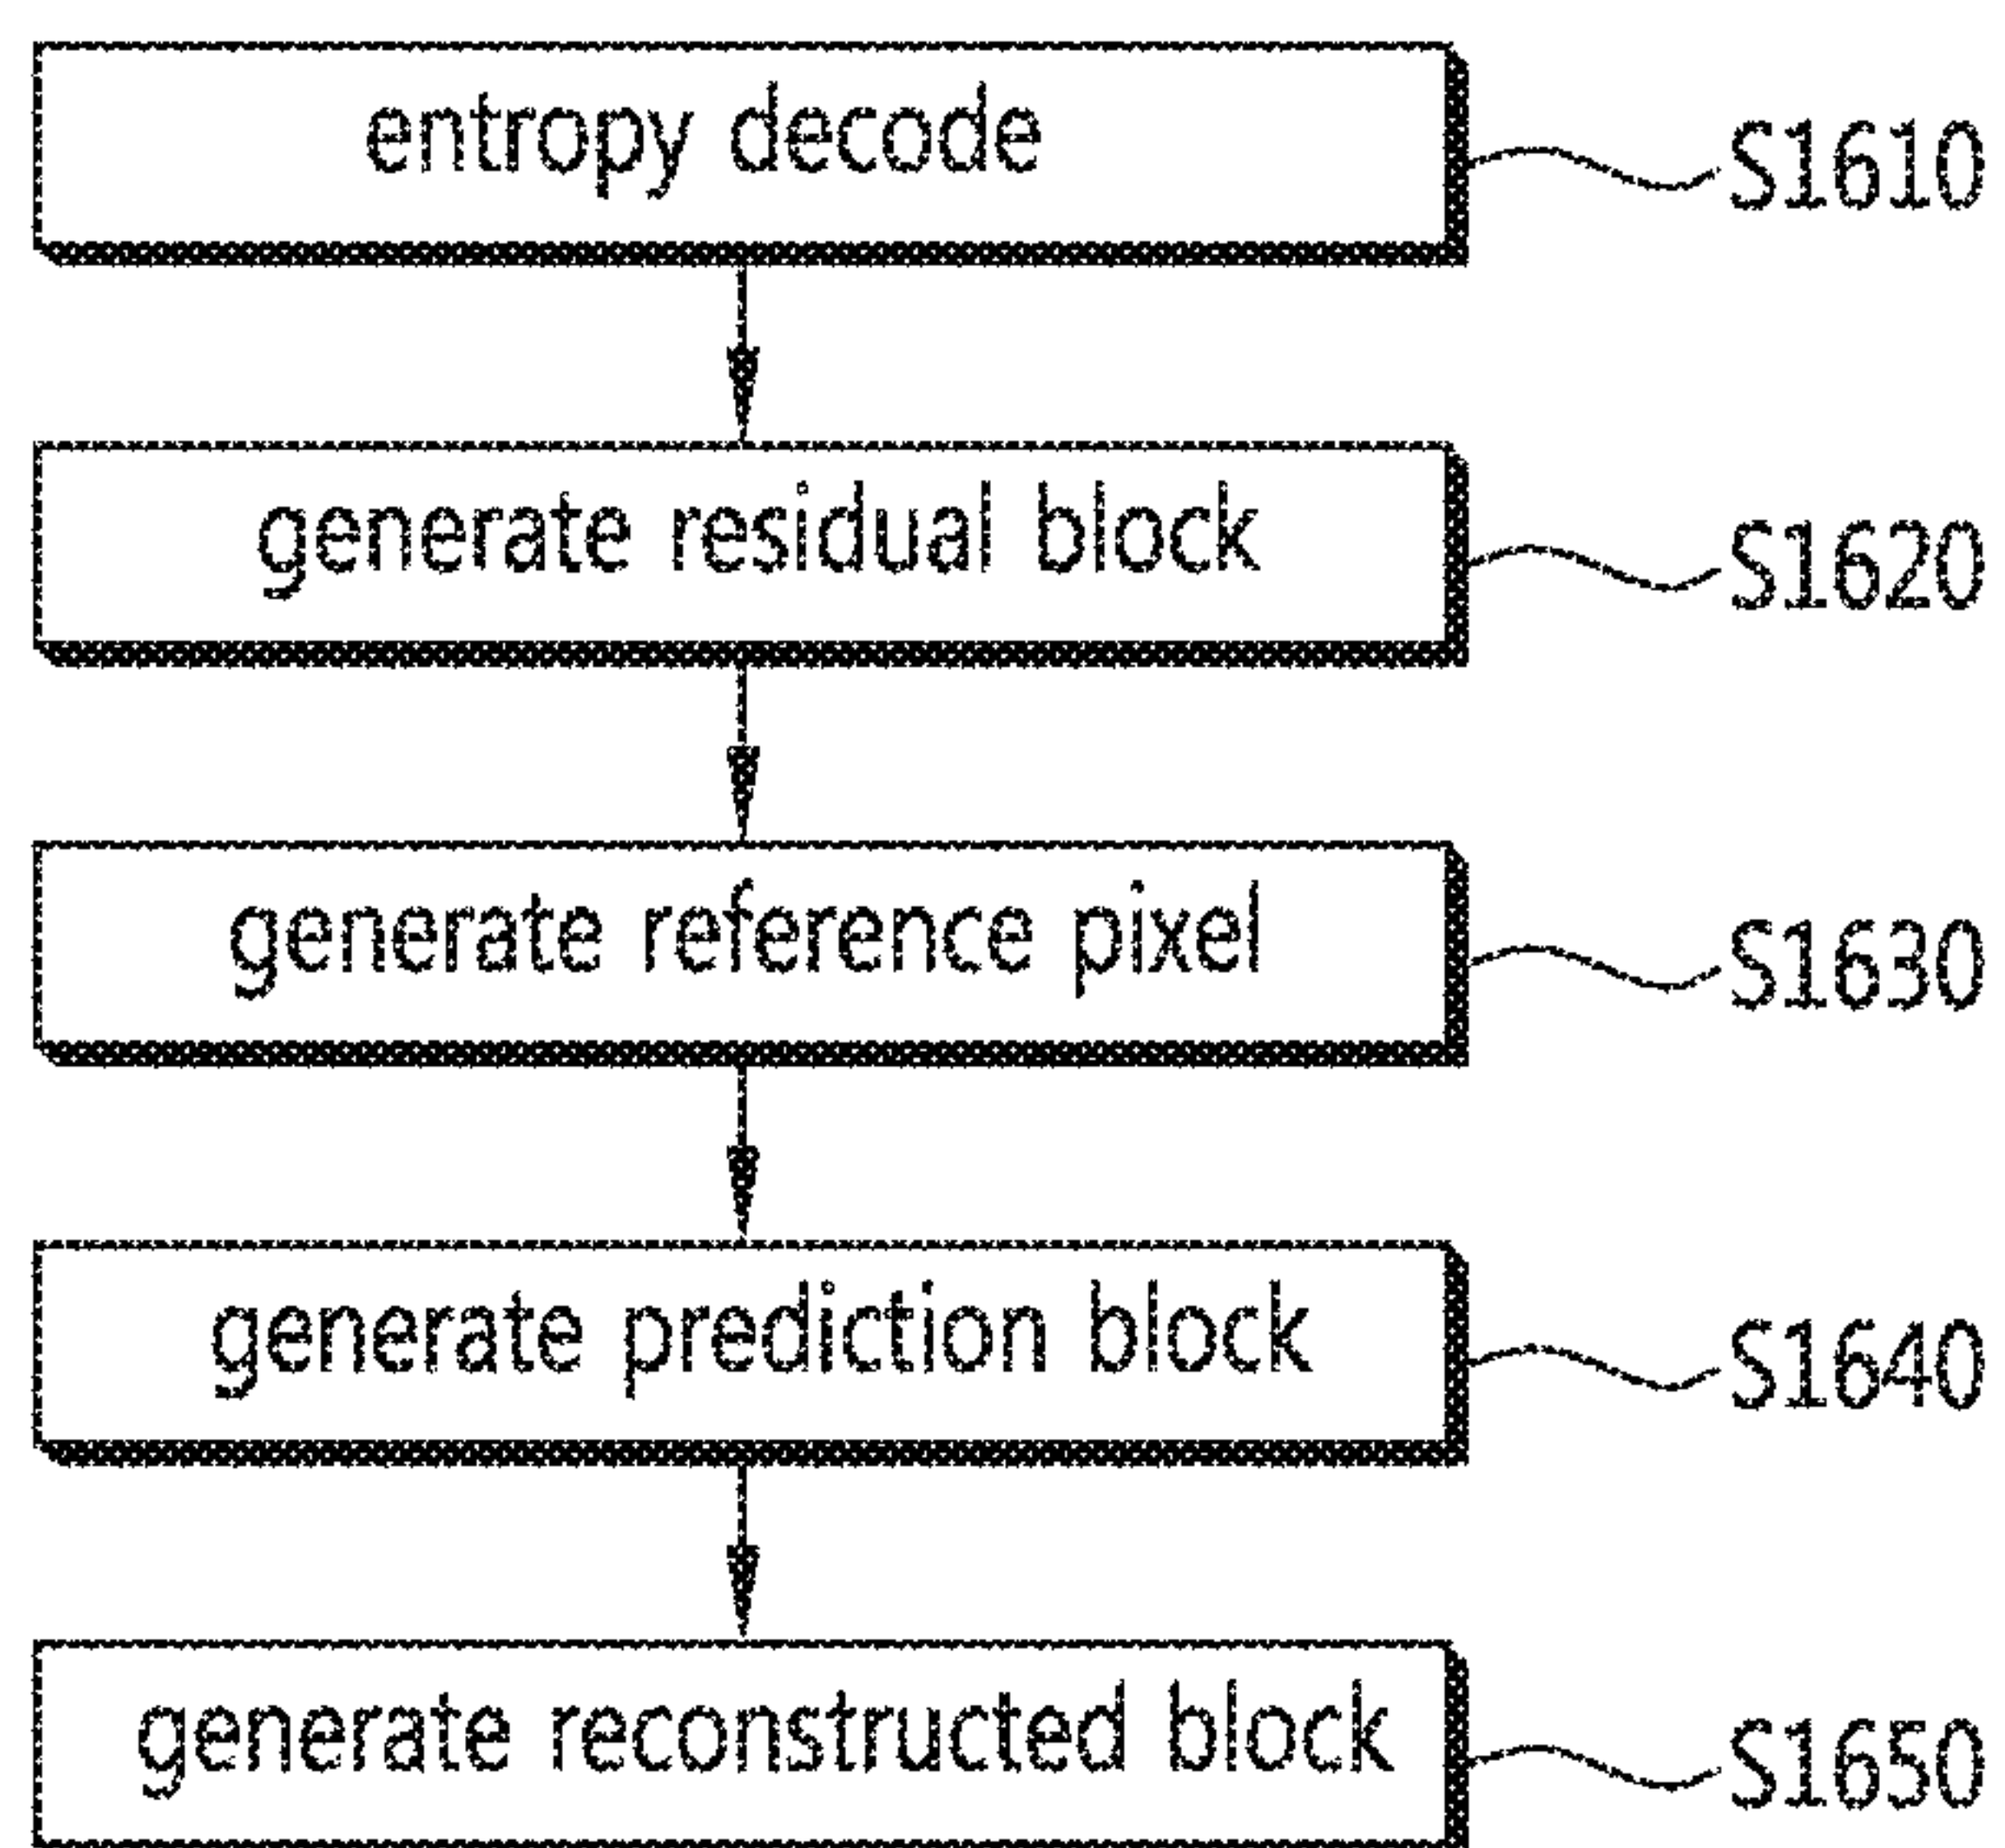 entropy decode S1610
generate residual block S1620
generate reference pixel S1630
generate prediction block S1640
generate reconstructed block S1650